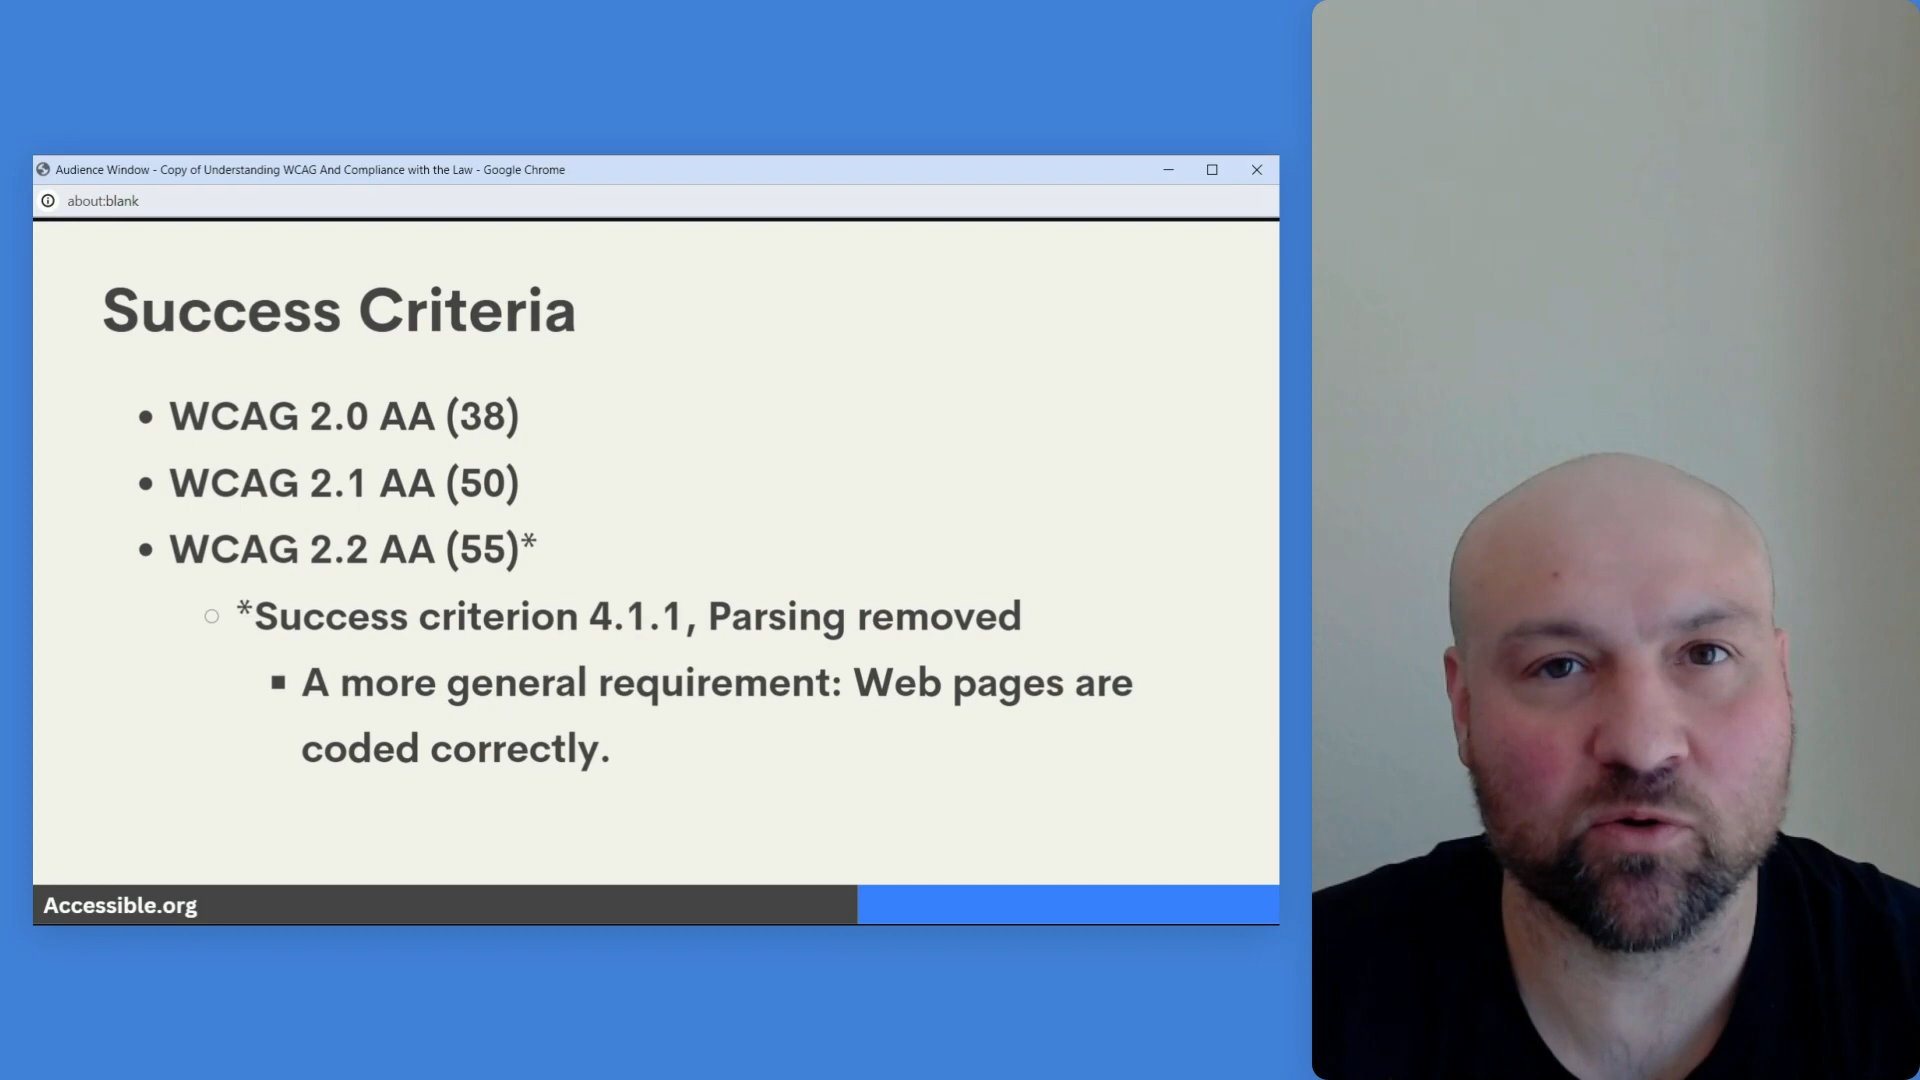 Audience Window - Copy of Understanding WCAG And Compliance with the Law - Google Chrome
about:blank
Success Criteria
• WCAG 2.0 AA (38)
• WCAG 2.1 AA (50)
• WCAG 2.2 AA (55)*
○ *Success criterion 4.1.1, Parsing removed
▪ A more general requirement: Web pages are
coded correctly.
Accessible.org